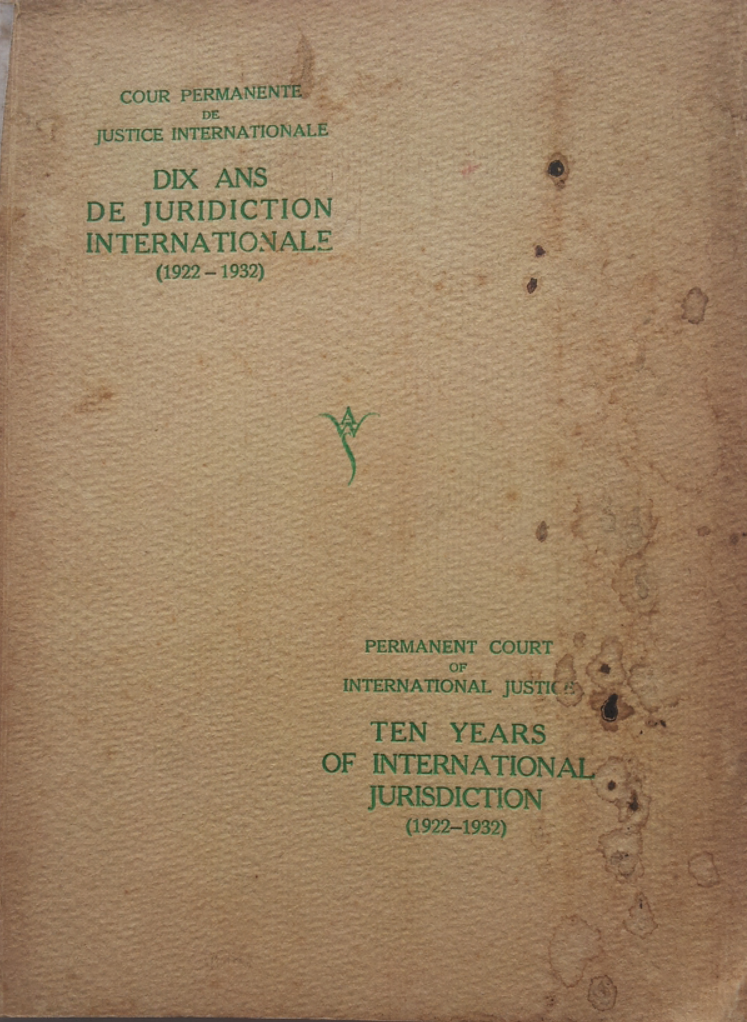 COUR PERMANENTE
DE
JUSTICE INTERNATIONALE
DIX ANS
DE JURIDICTION
INTERNATIONALE
(1922 – 1932)
PERMANENT COURT
OF
INTERNATIONAL JUSTICE
TEN YEARS
OF INTERNATIONAL
JURISDICTION
(1922–1932)